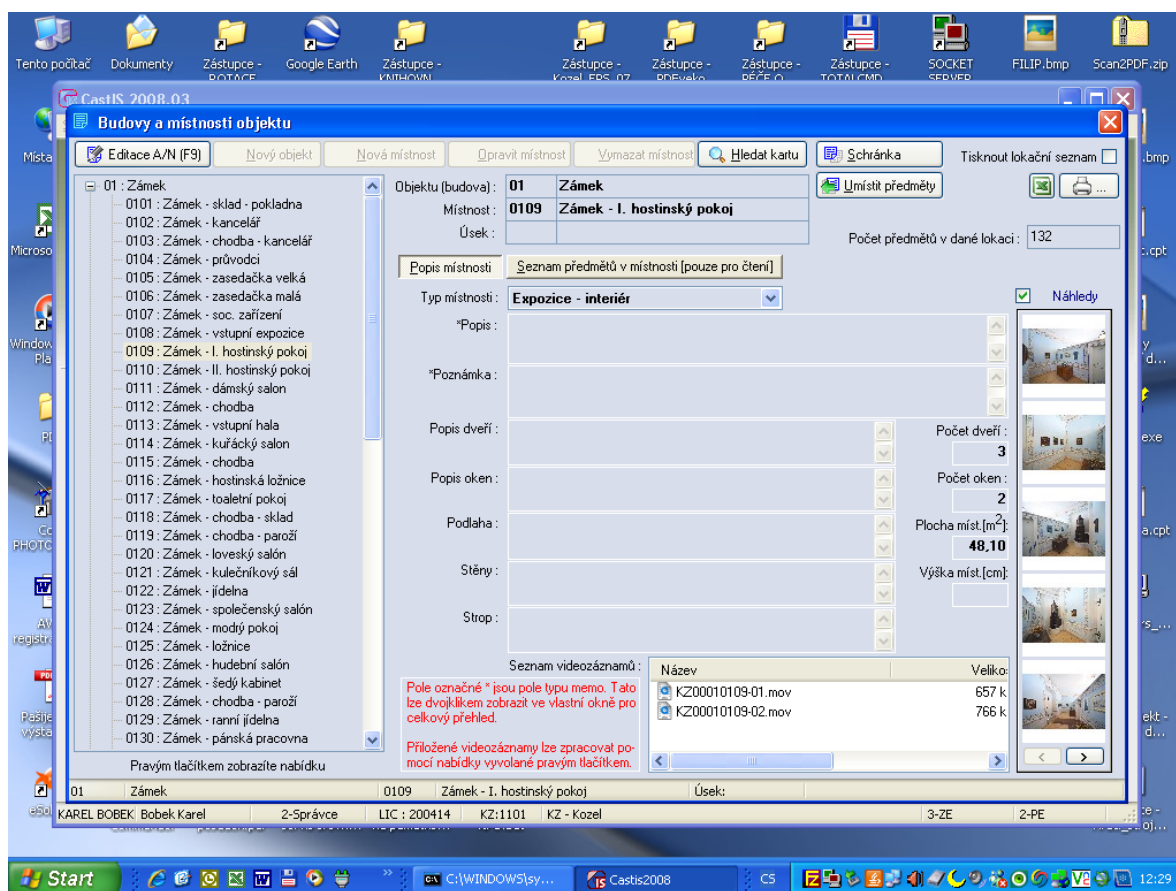 Tento počítač
Dokumenty
Zástupce -
Google Earth
Zástupce -
KNIHOVN
Zástupce -
Kozel EPS 07
Zástupce -
PDFveko
Zástupce -
PÉČE O
Zástupce -
TOTALCMD
SOCKET
SERVER
FILIP.bmp
Scan2PDF.zip
CastIS 2008.03
Budovy a místnosti objektu
Editace A/N (F9)
Nový objekt
Nová místnost
Opravit místnost
Vymazat místnost
Hledat kartu
Schránka
Tisknout lokační seznam
Umístit předměty
...
Místa
Microso
01 : Zámek
0101 : Zámek - sklad - pokladna
0102 : Zámek - kancelář
0103 : Zámek - chodba - kancelář
0104 : Zámek - průvodci
0105 : Zámek - zasedačka velká
0106 : Zámek - zasedačka malá
0107 : Zámek - soc. zařízení
0108 : Zámek - vstupní expozice
0109 : Zámek - I. hostinský pokoj
0110 : Zámek - II. hostinský pokoj
0111 : Zámek - dámský salon
0112 : Zámek - chodba
0113 : Zámek - vstupní hala
0114 : Zámek - kuřácký salon
0115 : Zámek - chodba
0116 : Zámek - hostinská ložnice
0117 : Zámek - toaletní pokoj
0118 : Zámek - chodba - sklad
0119 : Zámek - chodba - paroží
0120 : Zámek - loveský salón
0121 : Zámek - kulečníkový sál
0122 : Zámek - jídelna
0123 : Zámek - společenský salón
0124 : Zámek - modrý pokoj
0125 : Zámek - ložnice
0126 : Zámek - hudební salón
0127 : Zámek - šedý kabinet
0128 : Zámek - chodba - paroží
0129 : Zámek - ranní jídelna
0130 : Zámek - pánská pracovna
Pravým tlačítkem zobrazíte nabídku
Objektu (budova) : 01 Zámek
Místnost : 0109 Zámek - I. hostinský pokoj
Úsek :
Počet předmětů v dané lokaci : 132
Popis místnosti
Seznam předmětů v místnosti [pouze pro čtení]
Typ místnosti : Expozice - interiér
Náhledy
*Popis :
*Poznámka :
Popis dveří :
Počet dveří :
3
Popis oken :
Počet oken :
2
Podlaha :
Plocha míst.[m2]:
48,10
Stěny :
Výška míst.[cm]:
Strop :
Seznam videozáznamů :
Název Veliko
KZ00010109-01.mov 657 k
KZ00010109-02.mov 766 k
Pole označné * jsou pole typu memo. Tato
lze dvojklikem zobrazit ve vlastní okně pro
celkový přehled.
Přiložené videozáznamy lze zpracovat po-
mocí nabídky vyvolané pravým tlačítkem.
01 Zámek 0109 Zámek - I. hostinský pokoj Úsek:
KAREL BOBEK Bobek Karel 2-Správce LIC : 200414 KZ:1101 KZ - Kozel 3-ZE 2-PE
Start
C:\WINDOWS\sy...
Castis2008
CS
12:29